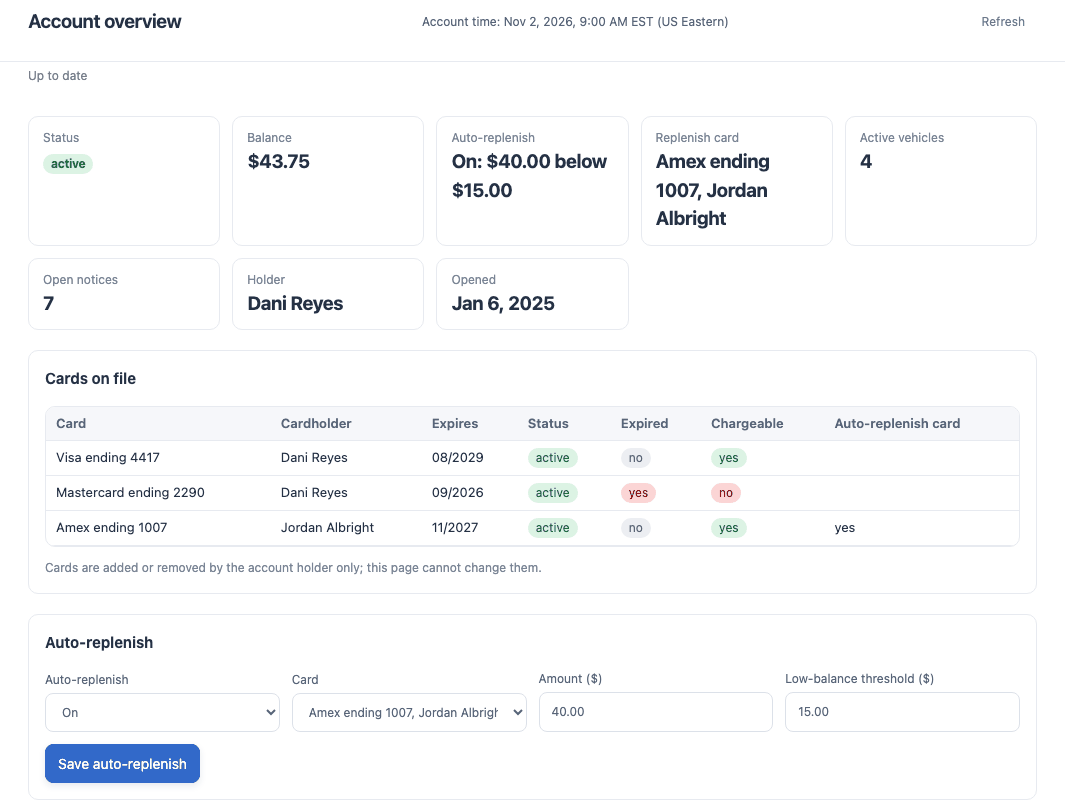 Account overview
Account time: Nov 2, 2026, 9:00 AM EST (US Eastern)
Refresh
Up to date
Status
active
Balance
$43.75
Auto-replenish
On: $40.00 below
$15.00
Replenish card
Amex ending
1007, Jordan
Albright
Active vehicles
4
Open notices
7
Holder
Dani Reyes
Opened
Jan 6, 2025
Cards on file
Card Cardholder Expires Status Expired Chargeable Auto-replenish card
Visa ending 4417 Dani Reyes 08/2029 active no yes
Mastercard ending 2290 Dani Reyes 09/2026 active yes no
Amex ending 1007 Jordan Albright 11/2027 active no yes yes
Cards are added or removed by the account holder only; this page cannot change them.
Auto-replenish
Auto-replenish Card Amount ($) Low-balance threshold ($)
On Amex ending 1007, Jordan Albrigh 40.00 15.00
Save auto-replenish